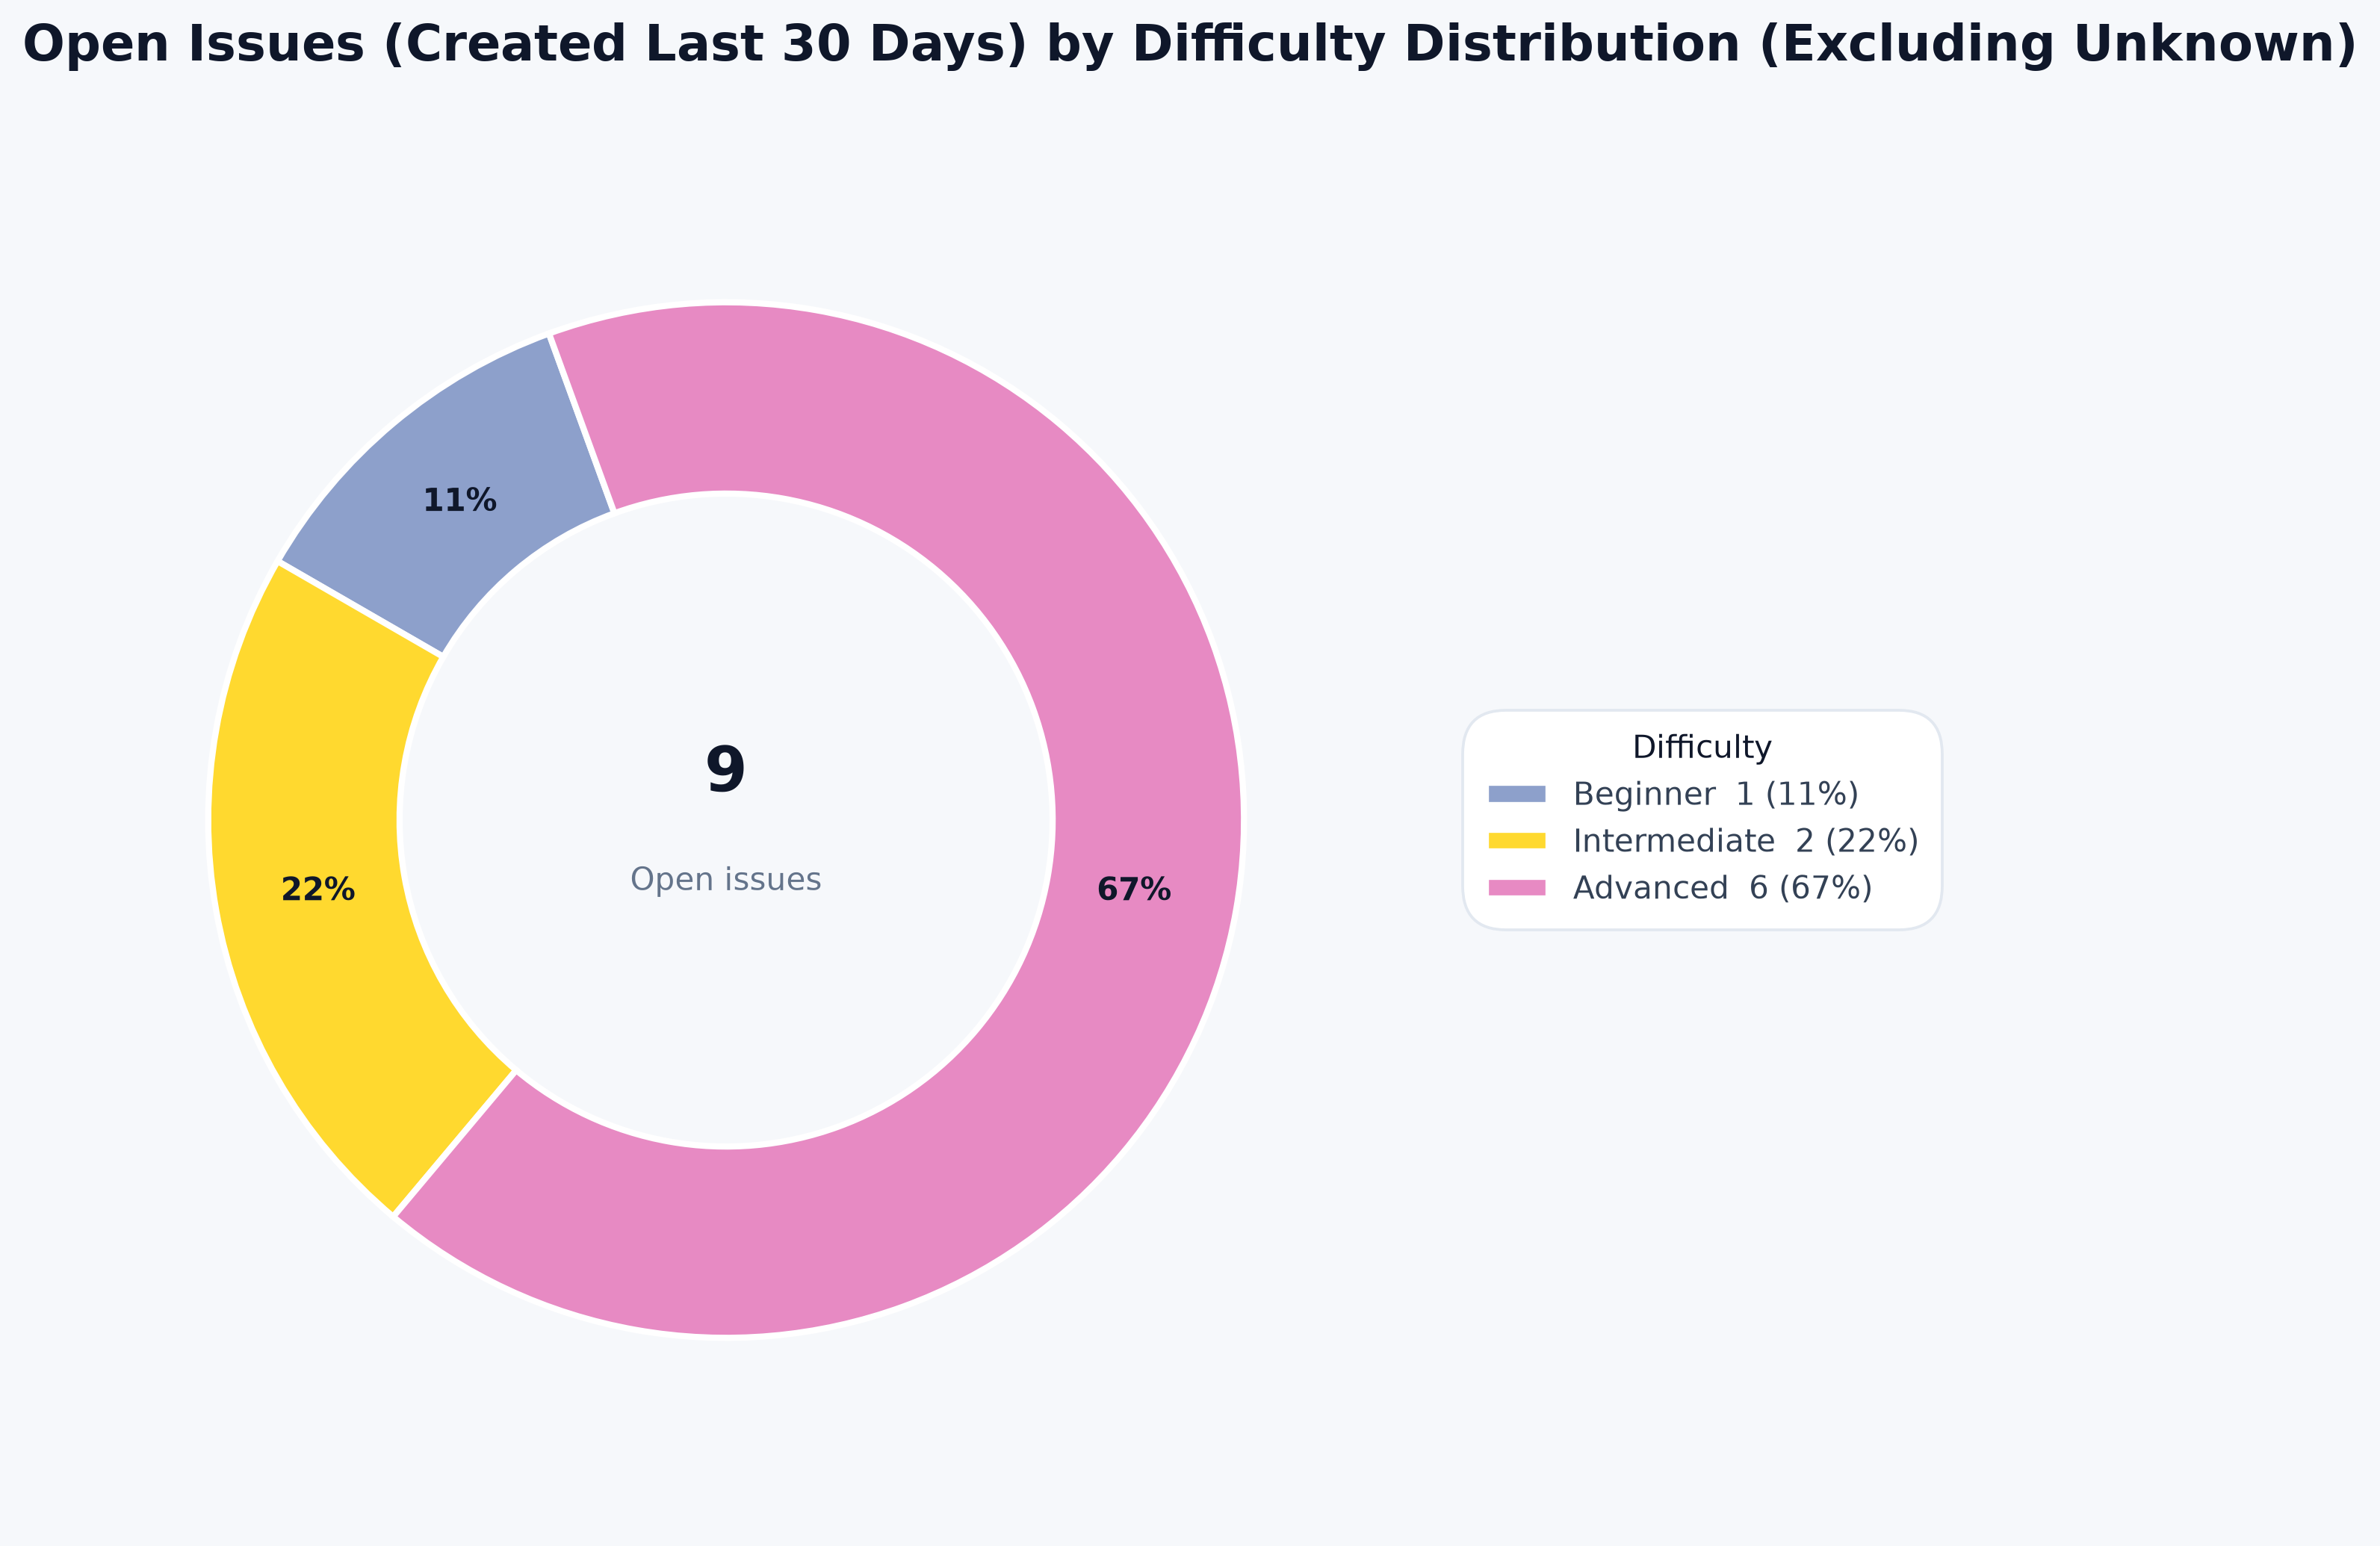 Open Issues (Created Last 30 Days) by Difficulty Distribution (Excluding Unknown)
11%
22%
67%
9
Open issues
Difficulty
Beginner  1 (11%)
Intermediate  2 (22%)
Advanced  6 (67%)